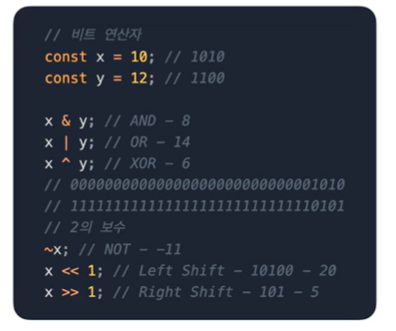 // 비트 연산자
const x = 10; // 1010
const y = 12; // 1100
x & y; // AND - 8
x | y; // OR - 14
x ^ y; // XOR - 6
// 00000000000000000000000000001010
// 11111111111111111111111111110101
// 2의 보수
~x; // NOT - -11
x << 1; // Left Shift - 10100 - 20
x >> 1; // Right Shift - 101 - 5